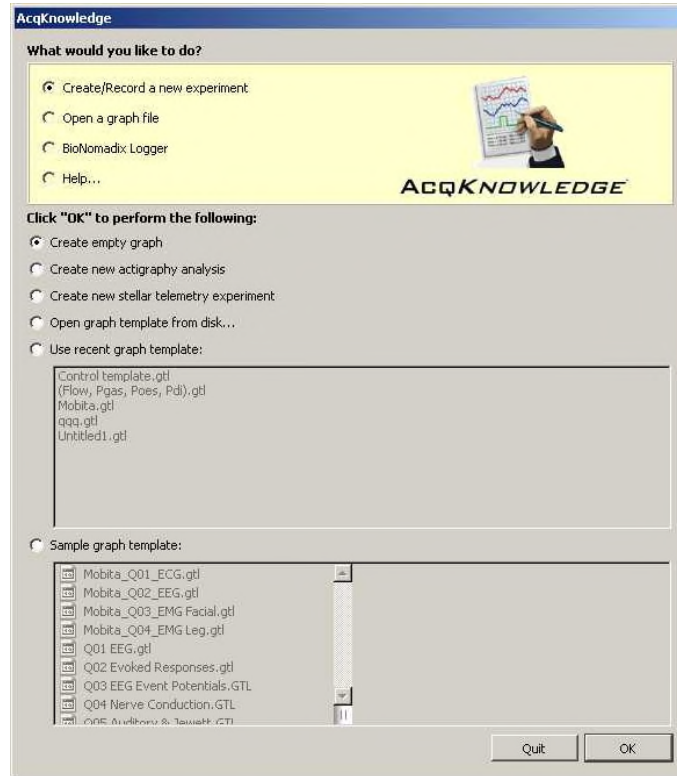 AcqKnowledge
What would you like to do?
Create/Record a new experiment
Open a graph file
BioNomadix Logger
Help...
ACQKNOWLEDGE
Click "OK" to perform the following:
Create empty graph
Create new actigraphy analysis
Create new stellar telemetry experiment
Open graph template from disk...
Use recent graph template:
Control template.gtl
(Flow, Pgas, Poes, Pdi).gtl
Mobita.gtl
qqq.gtl
Untitled1.gtl
Sample graph template:
Mobita_Q01_ECG.gtl
Mobita_Q02_EEG.gtl
Mobita_Q03_EMG Facial.gtl
Mobita_Q04_EMG Leg.gtl
Q01 EEG.gtl
Q02 Evoked Responses.gtl
Q03 EEG Event Potentials.GTL
Q04 Nerve Conduction.GTL
Q05 Auditory & Jewett.GTL
Quit
OK